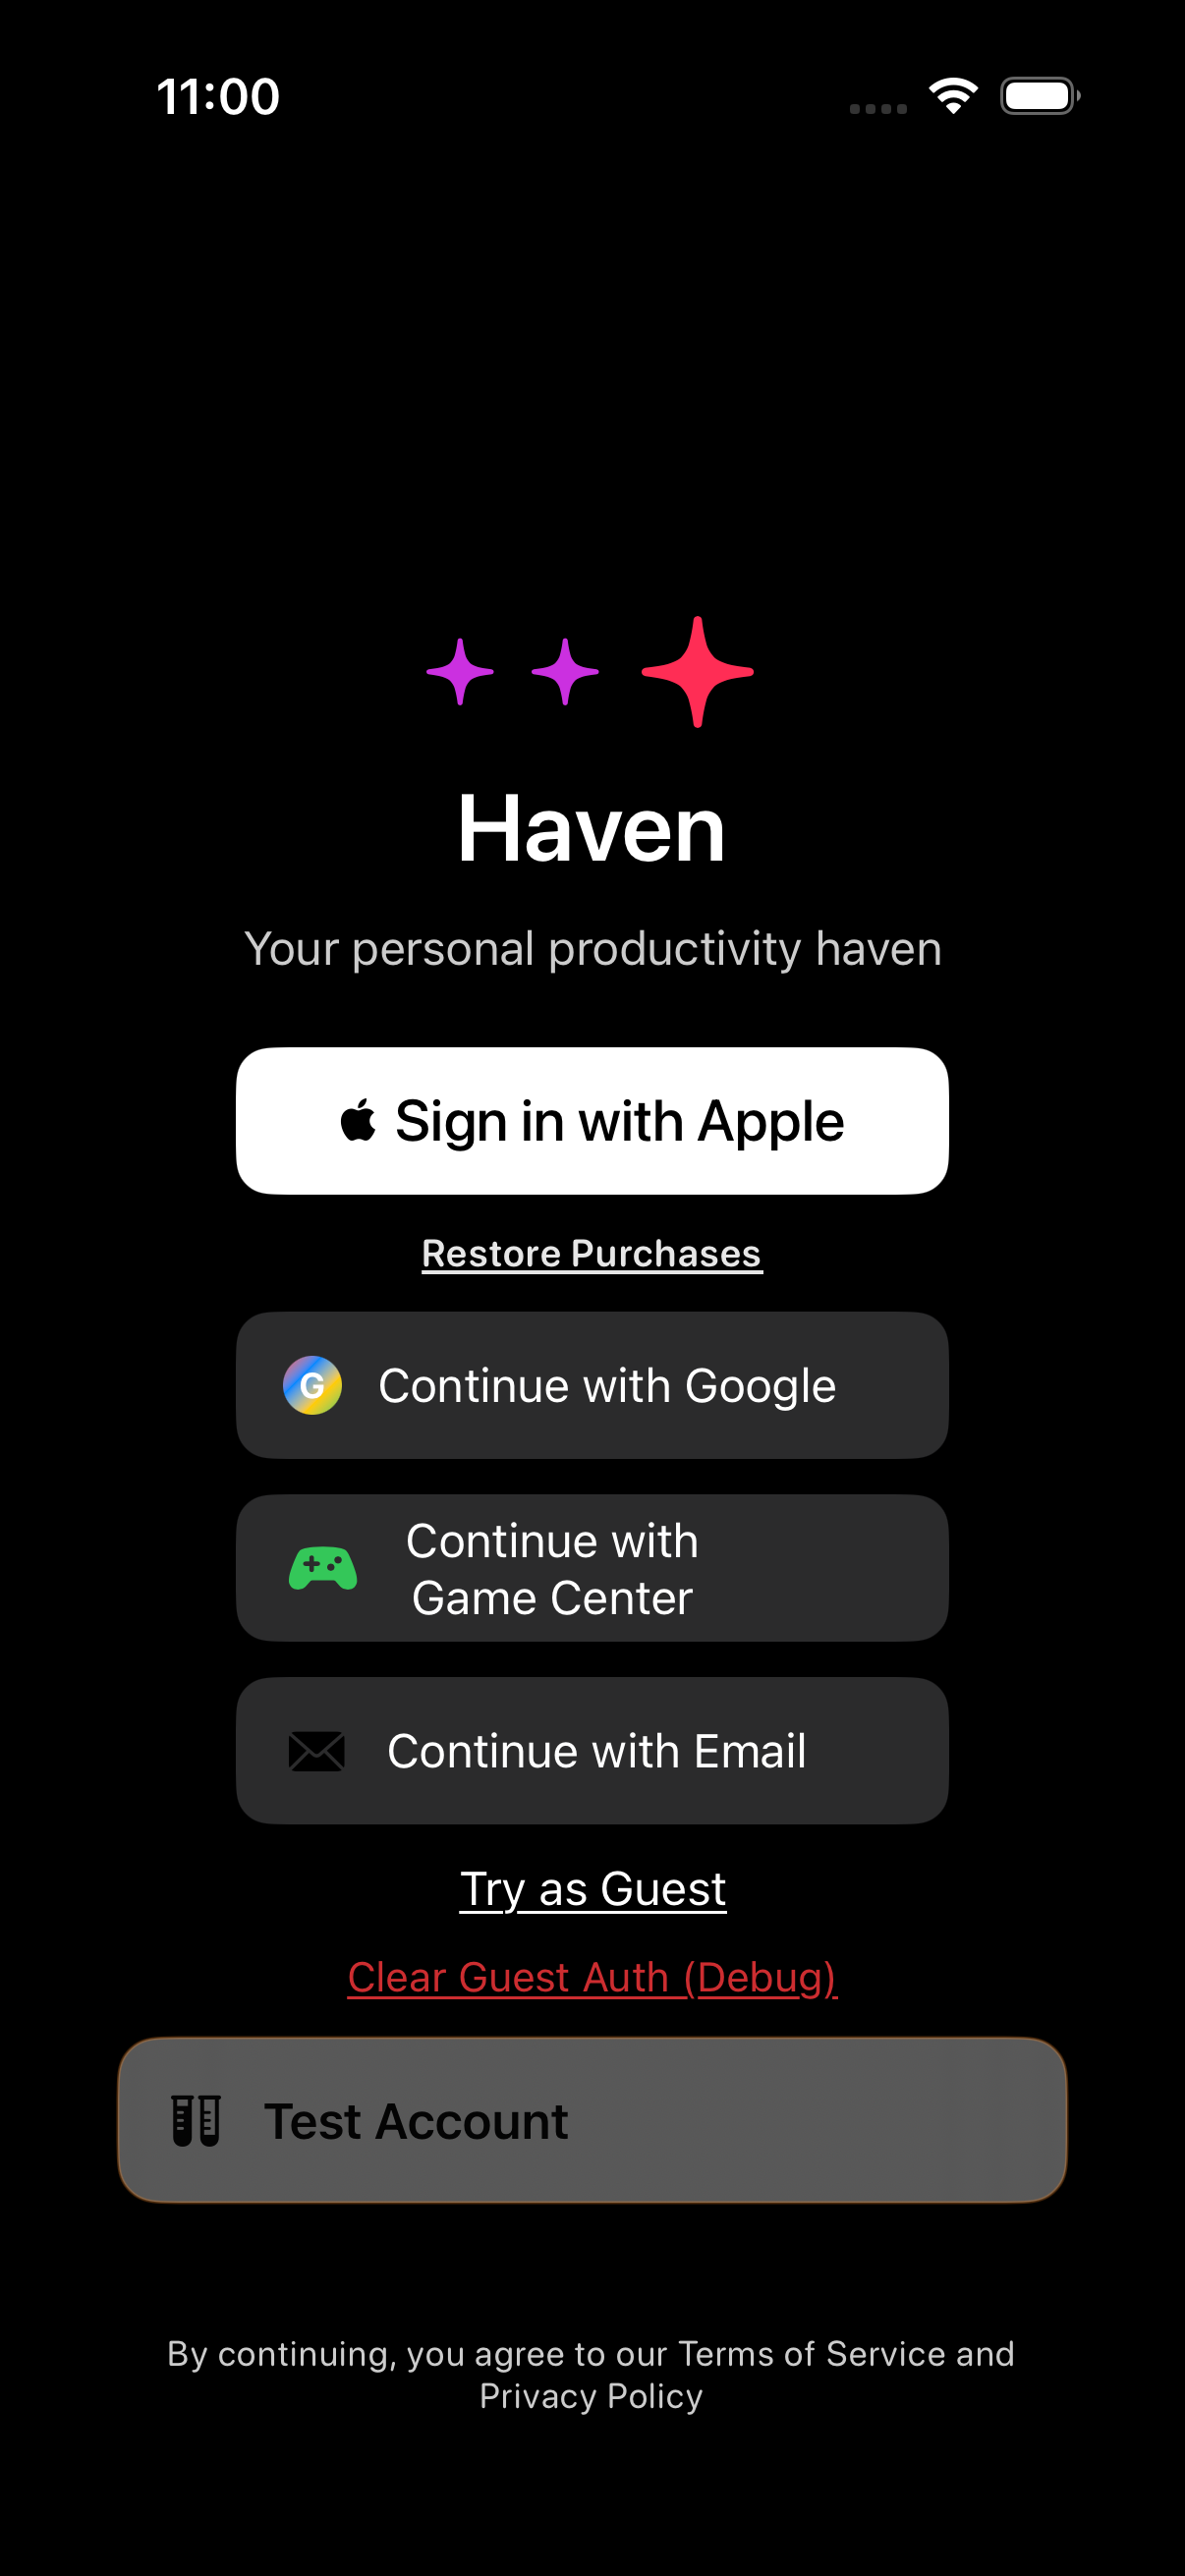 11:00
Haven
Your personal productivity haven
Sign in with Apple
Restore Purchases
G
Continue with Google
Continue with
Game Center
Continue with Email
Try as Guest
Clear Guest Auth (Debug)
Test Account
By continuing, you agree to our Terms of Service and
Privacy Policy